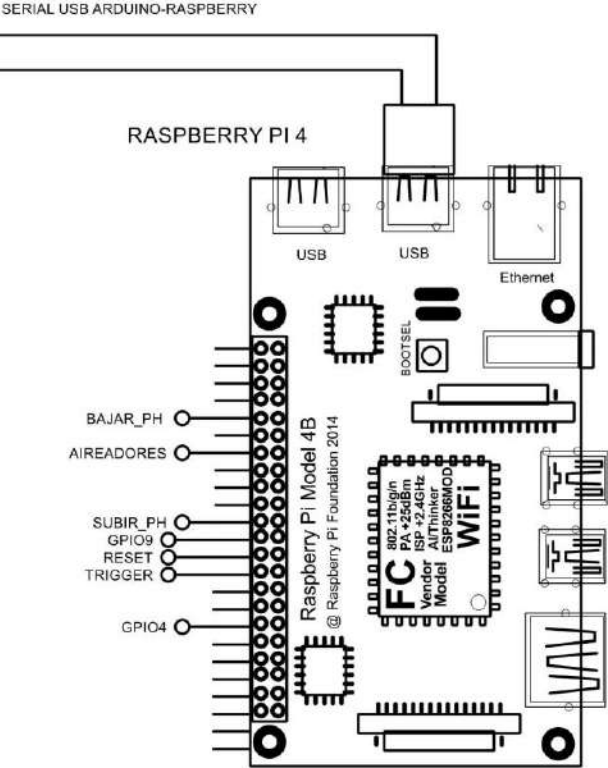 SERIAL USB ARDUINO-RASPBERRY
RASPBERRY PI 4
USB
USB
Ethernet
BOOTSEL
BAJAR_PH
AIREADORES
SUBIR_PH
GPIO9
RESET
TRIGGER
GPIO4
Raspberry Pi Model 4B
@ Raspberry Pi Foundation 2014
FC
802.11b/g/n
PA +25dBm
ISP +2.4GHz
AI/Thinker
ESP8266MOD
Vendor
Model
WiFi